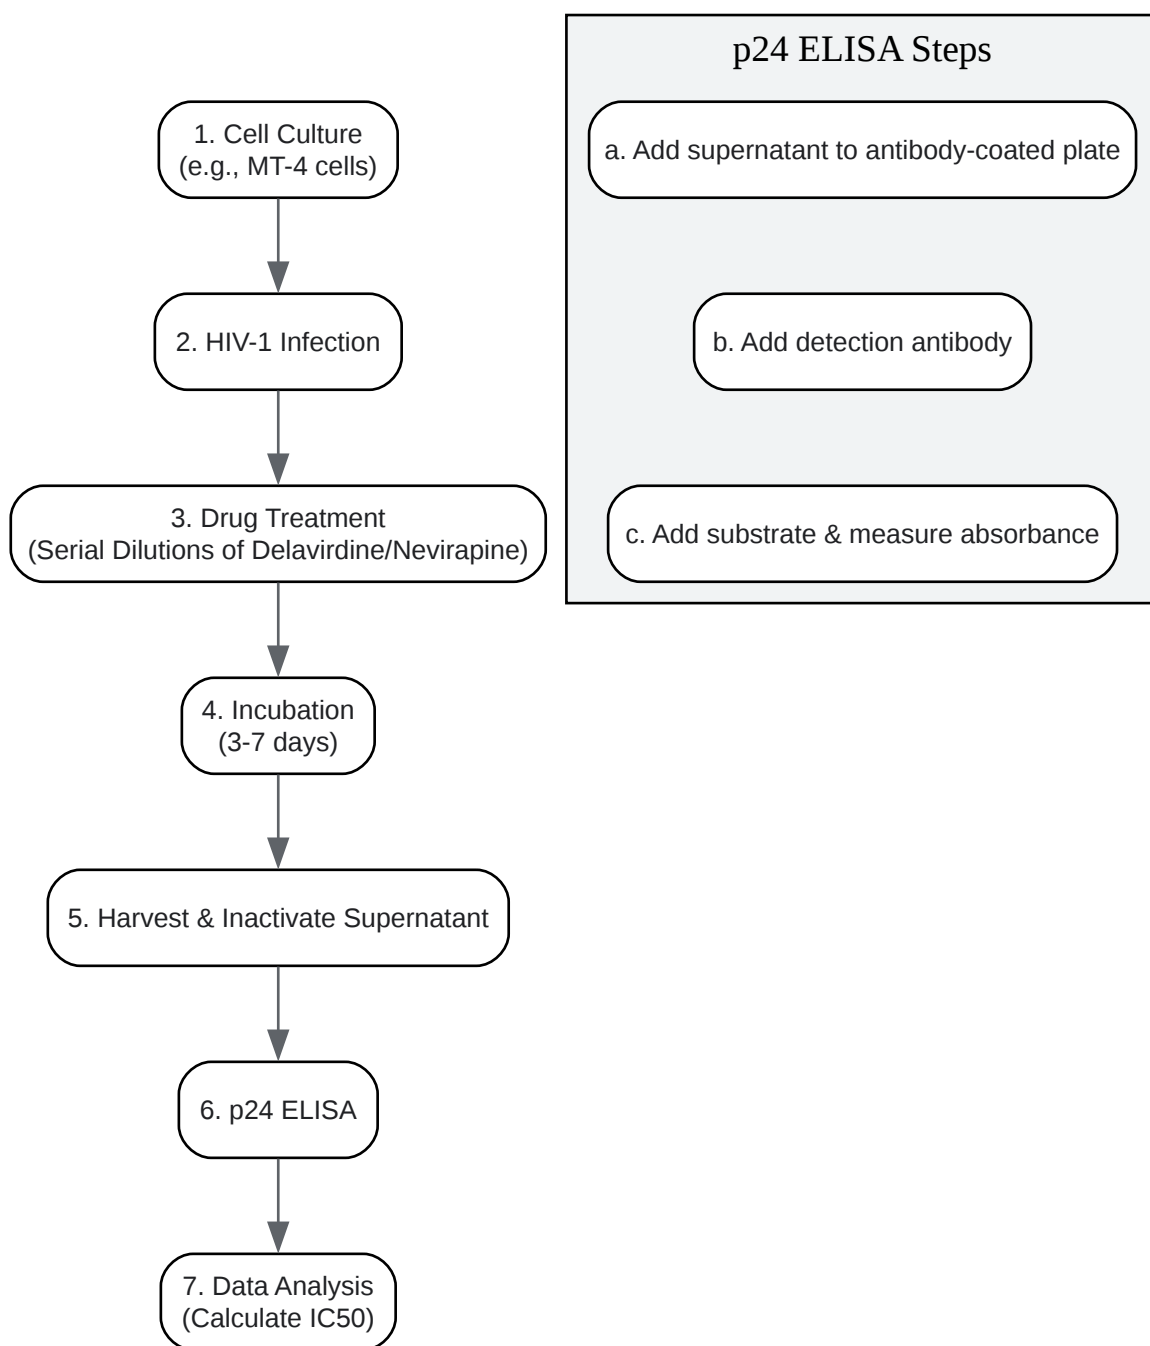 1. Cell Culture
(e.g., MT-4 cells)
2. HIV-1 Infection
3. Drug Treatment
(Serial Dilutions of Delavirdine/Nevirapine)
4. Incubation
(3-7 days)
5. Harvest & Inactivate Supernatant
6. p24 ELISA
7. Data Analysis
(Calculate IC50)
p24 ELISA Steps
a. Add supernatant to antibody-coated plate
b. Add detection antibody
c. Add substrate & measure absorbance